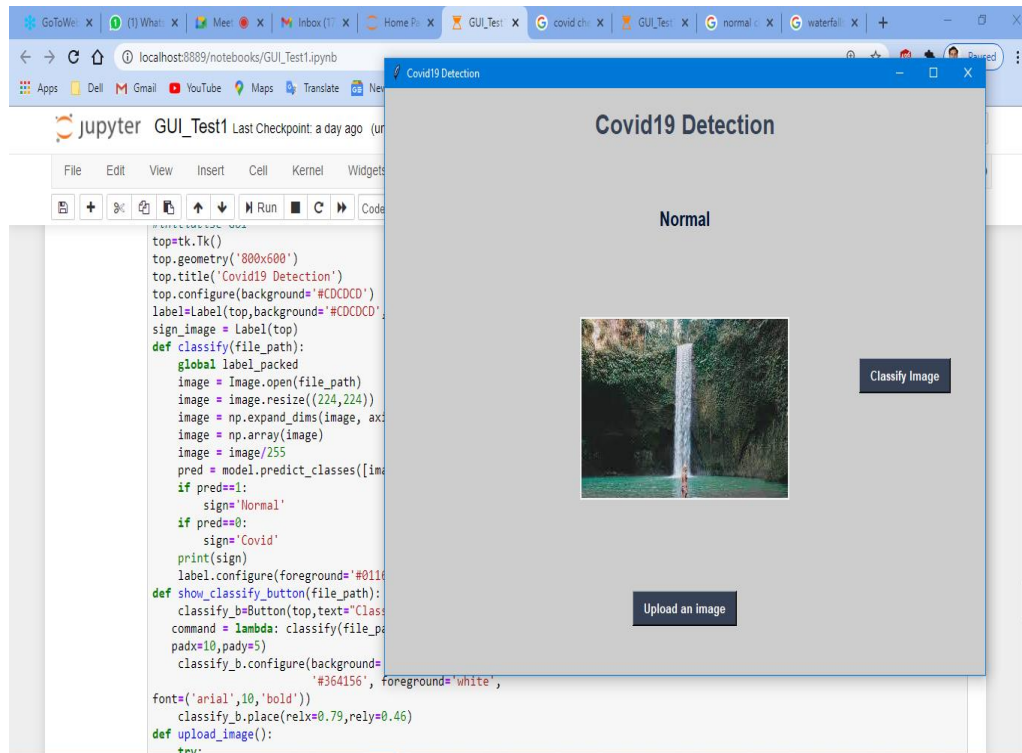 GoToWel
(1) What
Meet
Inbox (17
Home Pa
GUI_Test
covid che
GUI_Test
normal c
waterfall
localhost:8889/notebooks/GUI_Test1.ipynb
Paused
Apps Dell Gmail YouTube Maps Translate New
Covid19 Detection
jupyter GUI_Test1 Last Checkpoint: a day ago (un
File Edit View Insert Cell Kernel Widgets
Run Code
#initialise GUI
top=tk.Tk()
top.geometry('800x600')
top.title('Covid19 Detection')
top.configure(background='#CDCDCD')
label=Label(top,background='#CDCDCD',
sign_image = Label(top)
def classify(file_path):
global label_packed
image = Image.open(file_path)
image = image.resize((224,224))
image = np.expand_dims(image, axi
image = np.array(image)
image = image/255
pred = model.predict_classes([ima
if pred==1:
sign='Normal'
if pred==0:
sign='Covid'
print(sign)
label.configure(foreground='#0116
def show_classify_button(file_path):
classify_b=Button(top,text="Class
command = lambda: classify(file_pa
padx=10,pady=5)
classify_b.configure(background=
'#364156', foreground='white',
font=('arial',10,'bold'))
classify_b.place(relx=0.79,rely=0.46)
def upload_image():
try:
Covid19 Detection
Normal
Classify Image
Upload an image